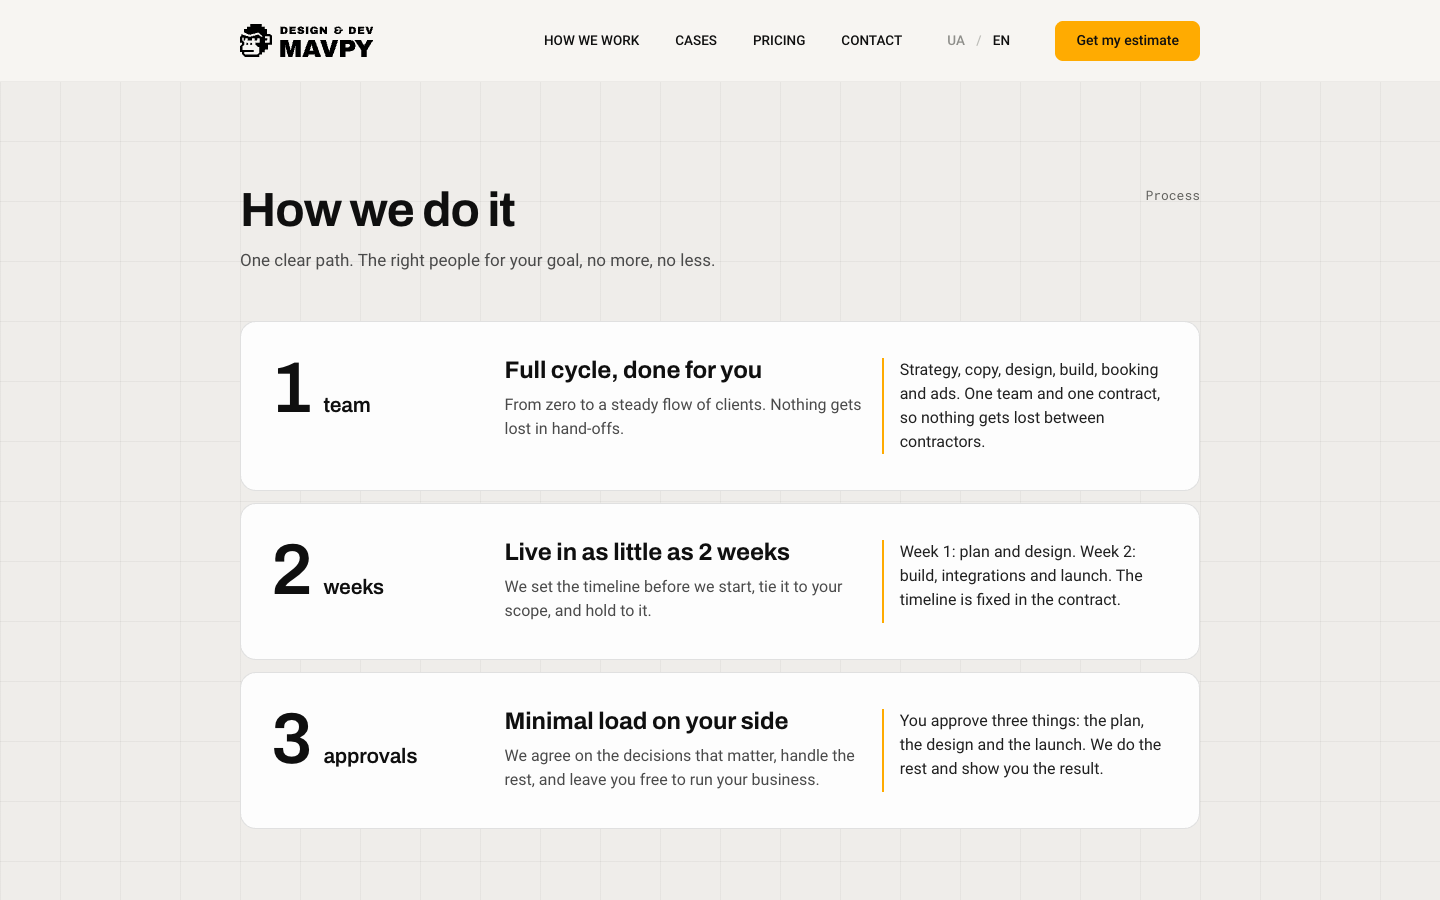 DESIGN & DEV
MAVPY
HOW WE WORK
CASES
PRICING
CONTACT
UA / EN
Get my estimate
How we do it
Process
One clear path. The right people for your goal, no more, no less.
1 team
Full cycle, done for you
From zero to a steady flow of clients. Nothing gets
lost in hand-offs.
Strategy, copy, design, build, booking
and ads. One team and one contract,
so nothing gets lost between
contractors.
2 weeks
Live in as little as 2 weeks
We set the timeline before we start, tie it to your
scope, and hold to it.
Week 1: plan and design. Week 2:
build, integrations and launch. The
timeline is fixed in the contract.
3 approvals
Minimal load on your side
We agree on the decisions that matter, handle the
rest, and leave you free to run your business.
You approve three things: the plan,
the design and the launch. We do the
rest and show you the result.